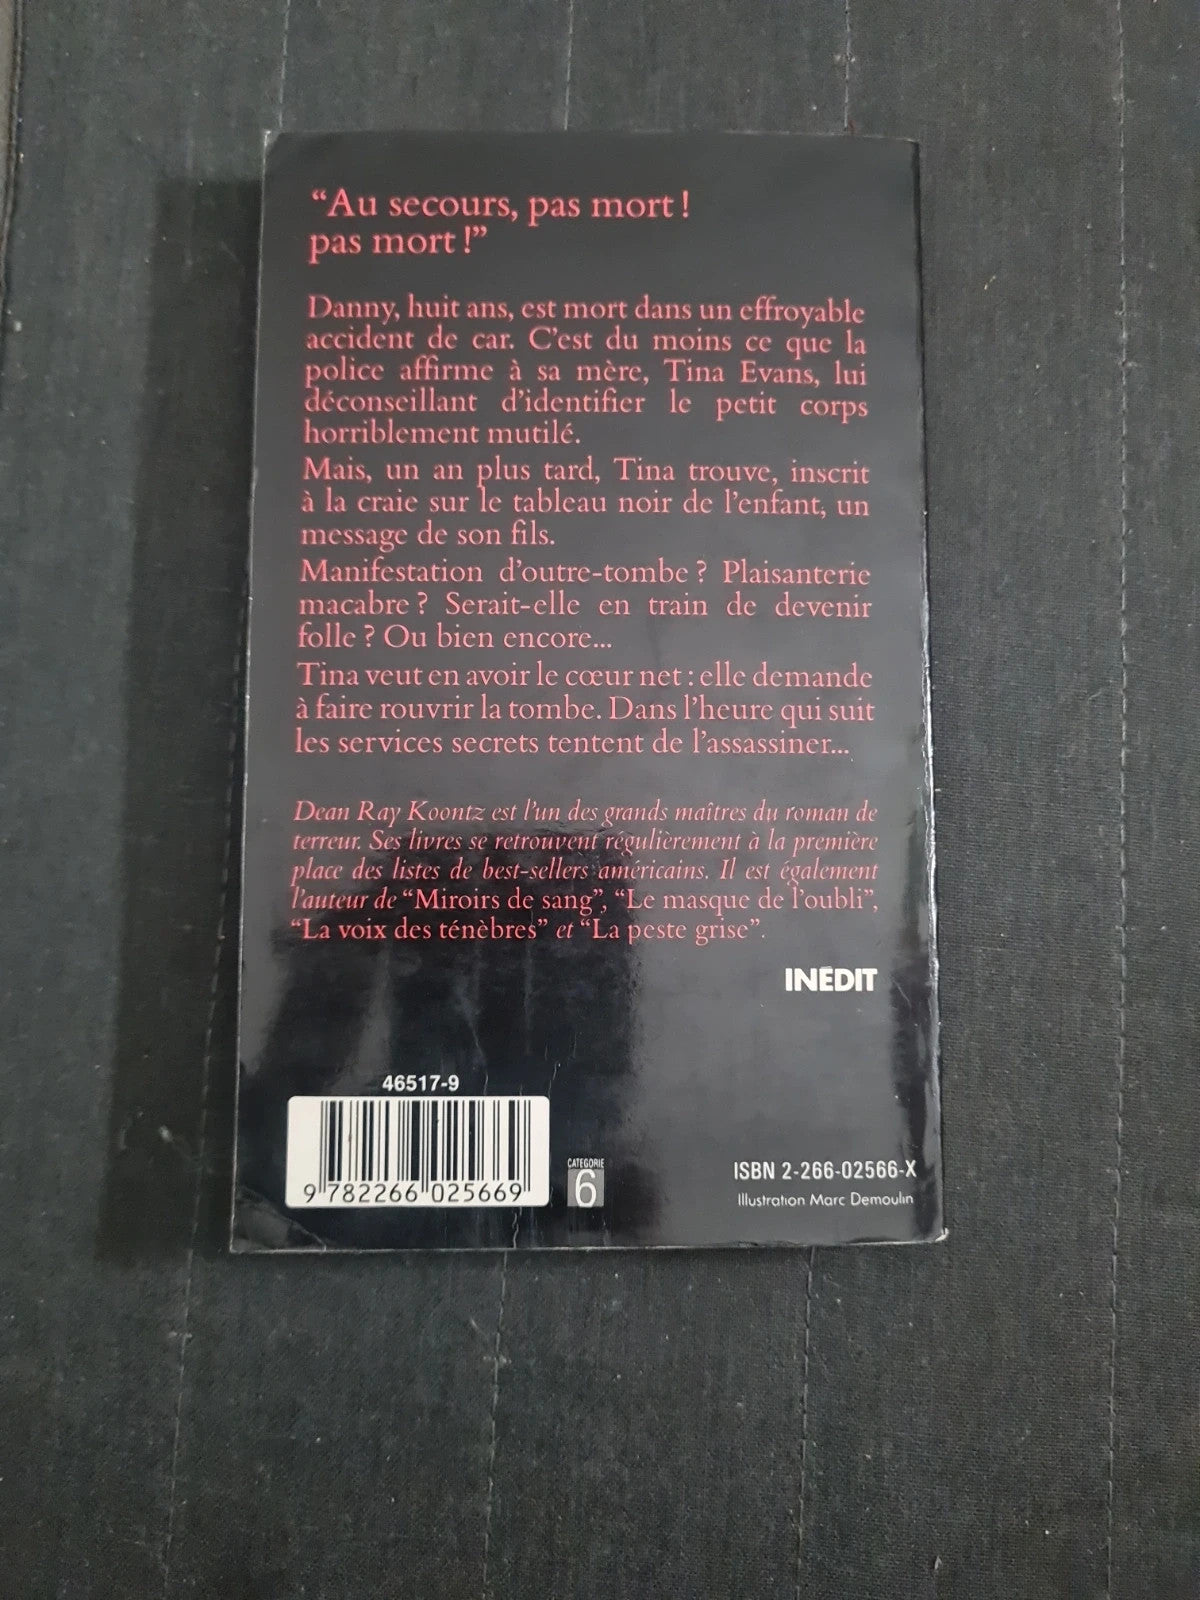 “Au secours, pas mort !
pas mort !”
Danny, huit ans, est mort dans un effroyable
accident de car. C’est du moins ce que la
police affirme à sa mère, Tina Evans, lui
déconseillant d’identifier le petit corps
horriblement mutilé.
Mais, un an plus tard, Tina trouve, inscrit
à la craie sur le tableau noir de l’enfant, un
message de son fils.
Manifestation d’outre-tombe ? Plaisanterie
macabre ? Serait-elle en train de devenir
folle ? Ou bien encore...
Tina veut en avoir le cœur net : elle demande
à faire rouvrir la tombe. Dans l’heure qui suit
les services secrets tentent de l’assassiner...
Dean Ray Koontz est l’un des grands maîtres du roman de
terreur. Ses livres se retrouvent régulièrement à la première
place des listes de best-sellers américains. Il est également
l’auteur de “Miroirs de sang”, “Le masque de l’oubli”,
“La voix des ténèbres” et “La peste grise”.
INÉDIT
46517-9
9 782266 025669
CATEGORIE
6
ISBN 2-266-02566-X
Illustration Marc Demoulin